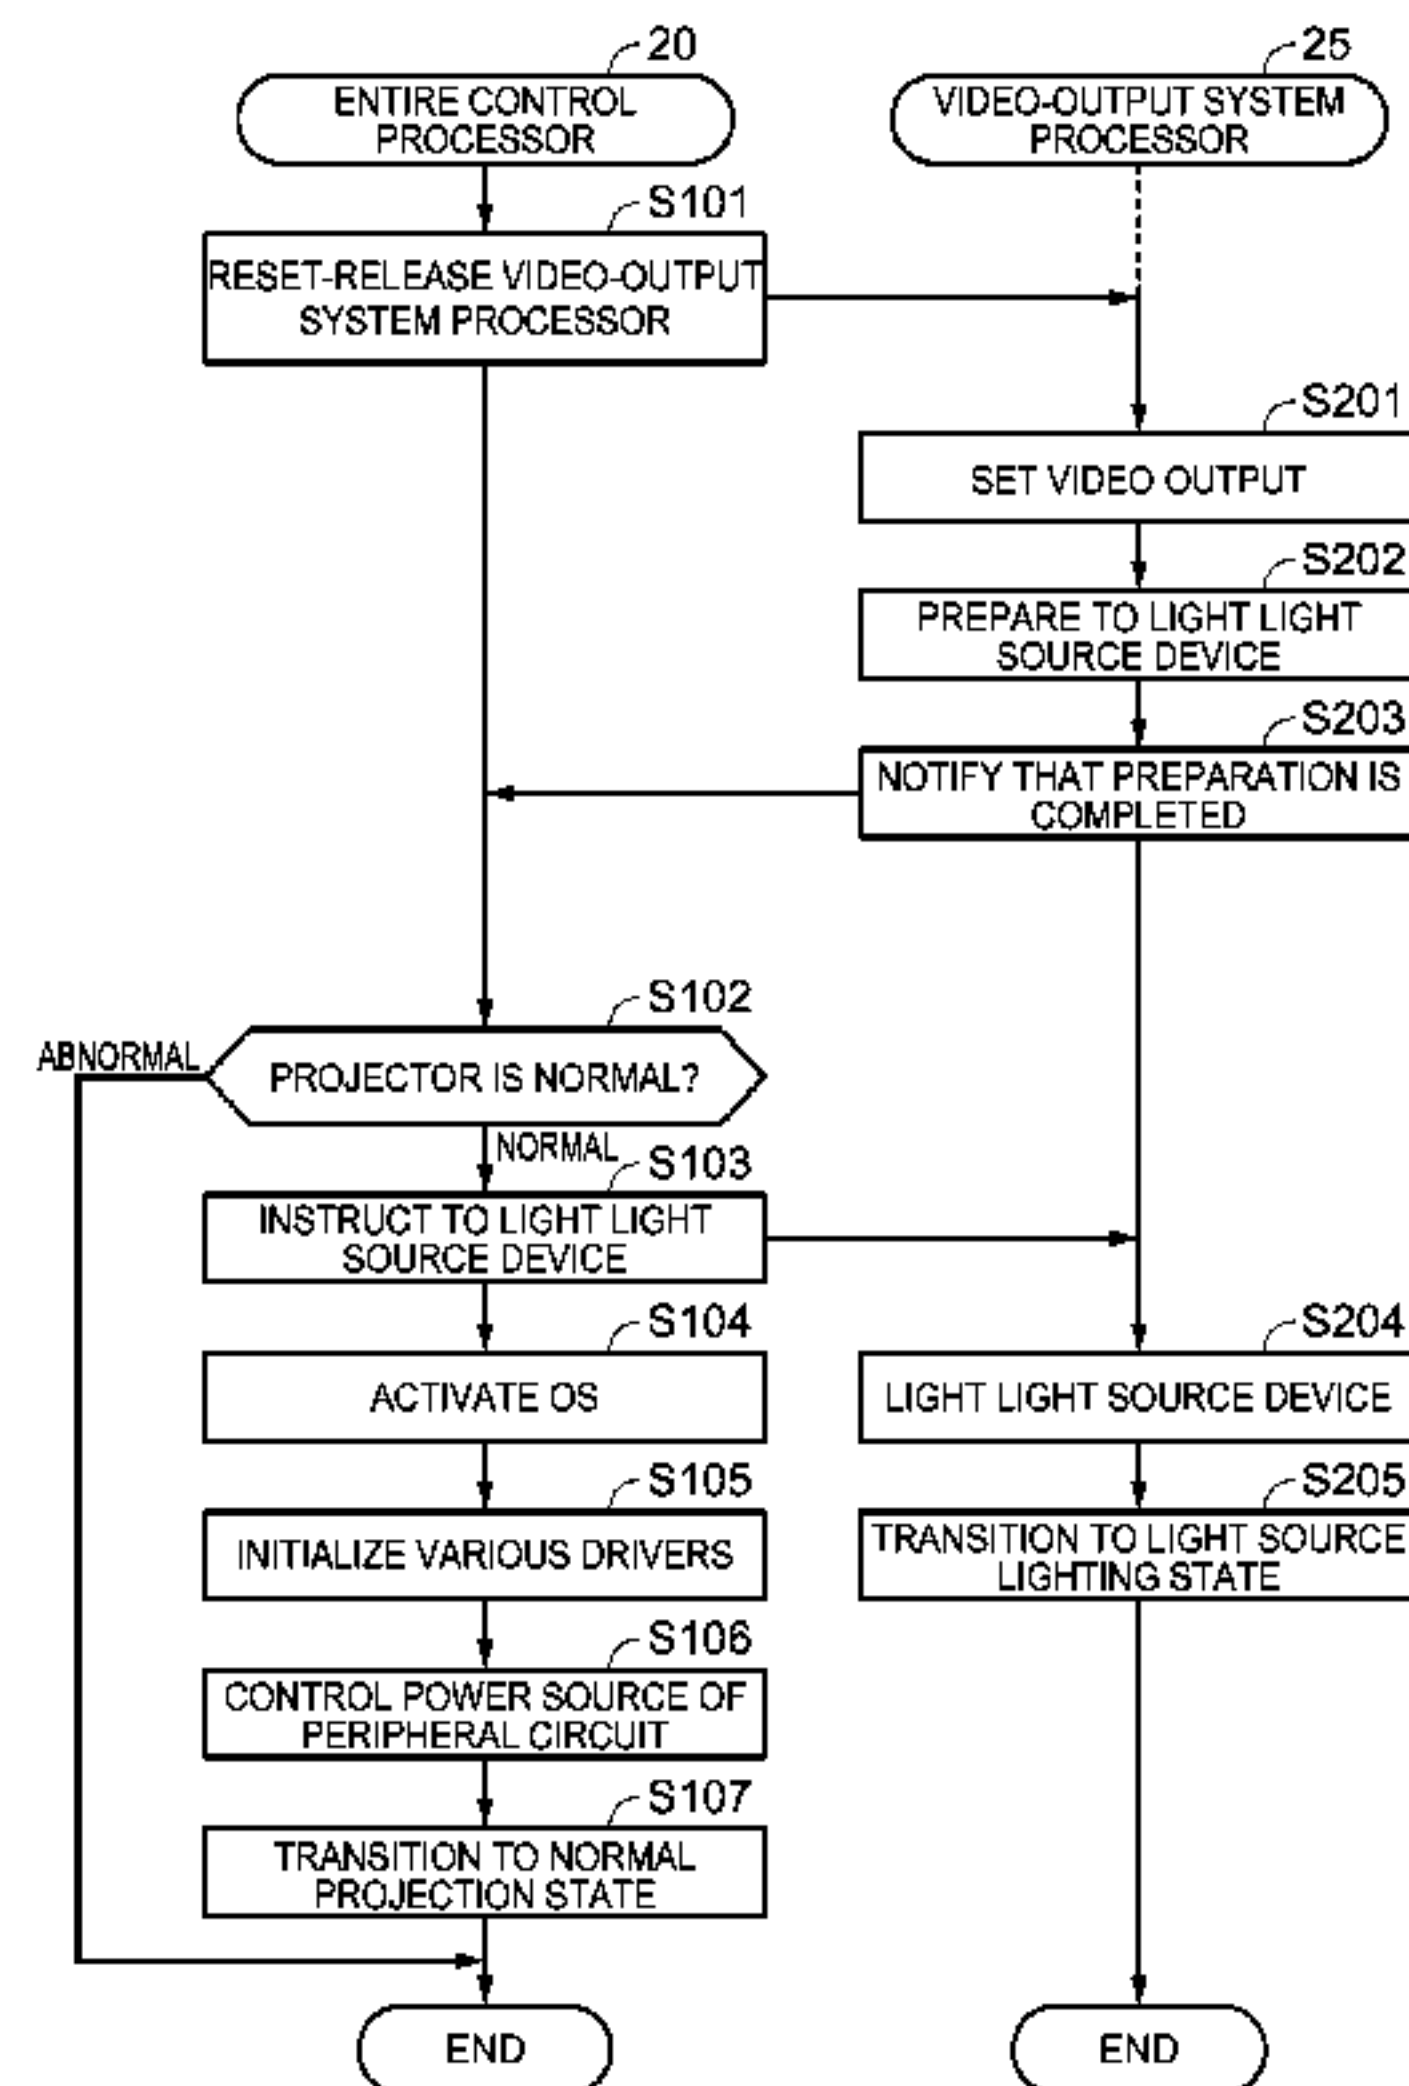 20
ENTIRE CONTROL
PROCESSOR
25
VIDEO-OUTPUT SYSTEM
PROCESSOR
S101
RESET-RELEASE VIDEO-OUTPUT
SYSTEM PROCESSOR
S201
SET VIDEO OUTPUT
S202
PREPARE TO LIGHT LIGHT
SOURCE DEVICE
S203
NOTIFY THAT PREPARATION IS
COMPLETED
S102
ABNORMAL
PROJECTOR IS NORMAL?
NORMAL
S103
INSTRUCT TO LIGHT LIGHT
SOURCE DEVICE
S104
ACTIVATE OS
S204
LIGHT LIGHT SOURCE DEVICE
S105
INITIALIZE VARIOUS DRIVERS
S205
TRANSITION TO LIGHT SOURCE
LIGHTING STATE
S106
CONTROL POWER SOURCE OF
PERIPHERAL CIRCUIT
S107
TRANSITION TO NORMAL
PROJECTION STATE
END
END